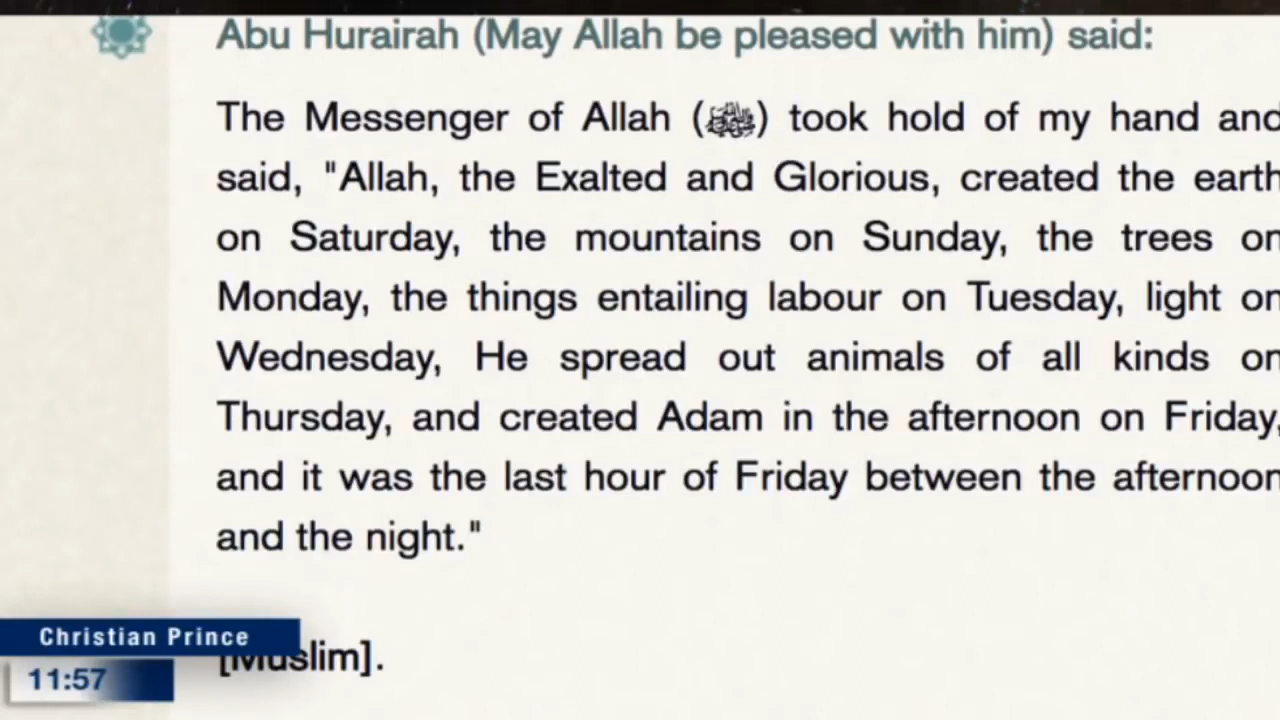 Abu Hurairah (May Allah be pleased with him) said:
The Messenger of Allah (ﷺ) took hold of my hand and
said, "Allah, the Exalted and Glorious, created the earth
on Saturday, the mountains on Sunday, the trees on
Monday, the things entailing labour on Tuesday, light on
Wednesday, He spread out animals of all kinds on
Thursday, and created Adam in the afternoon on Friday,
and it was the last hour of Friday between the afternoon
and the night."
[Muslim].
Christian Prince
11:57